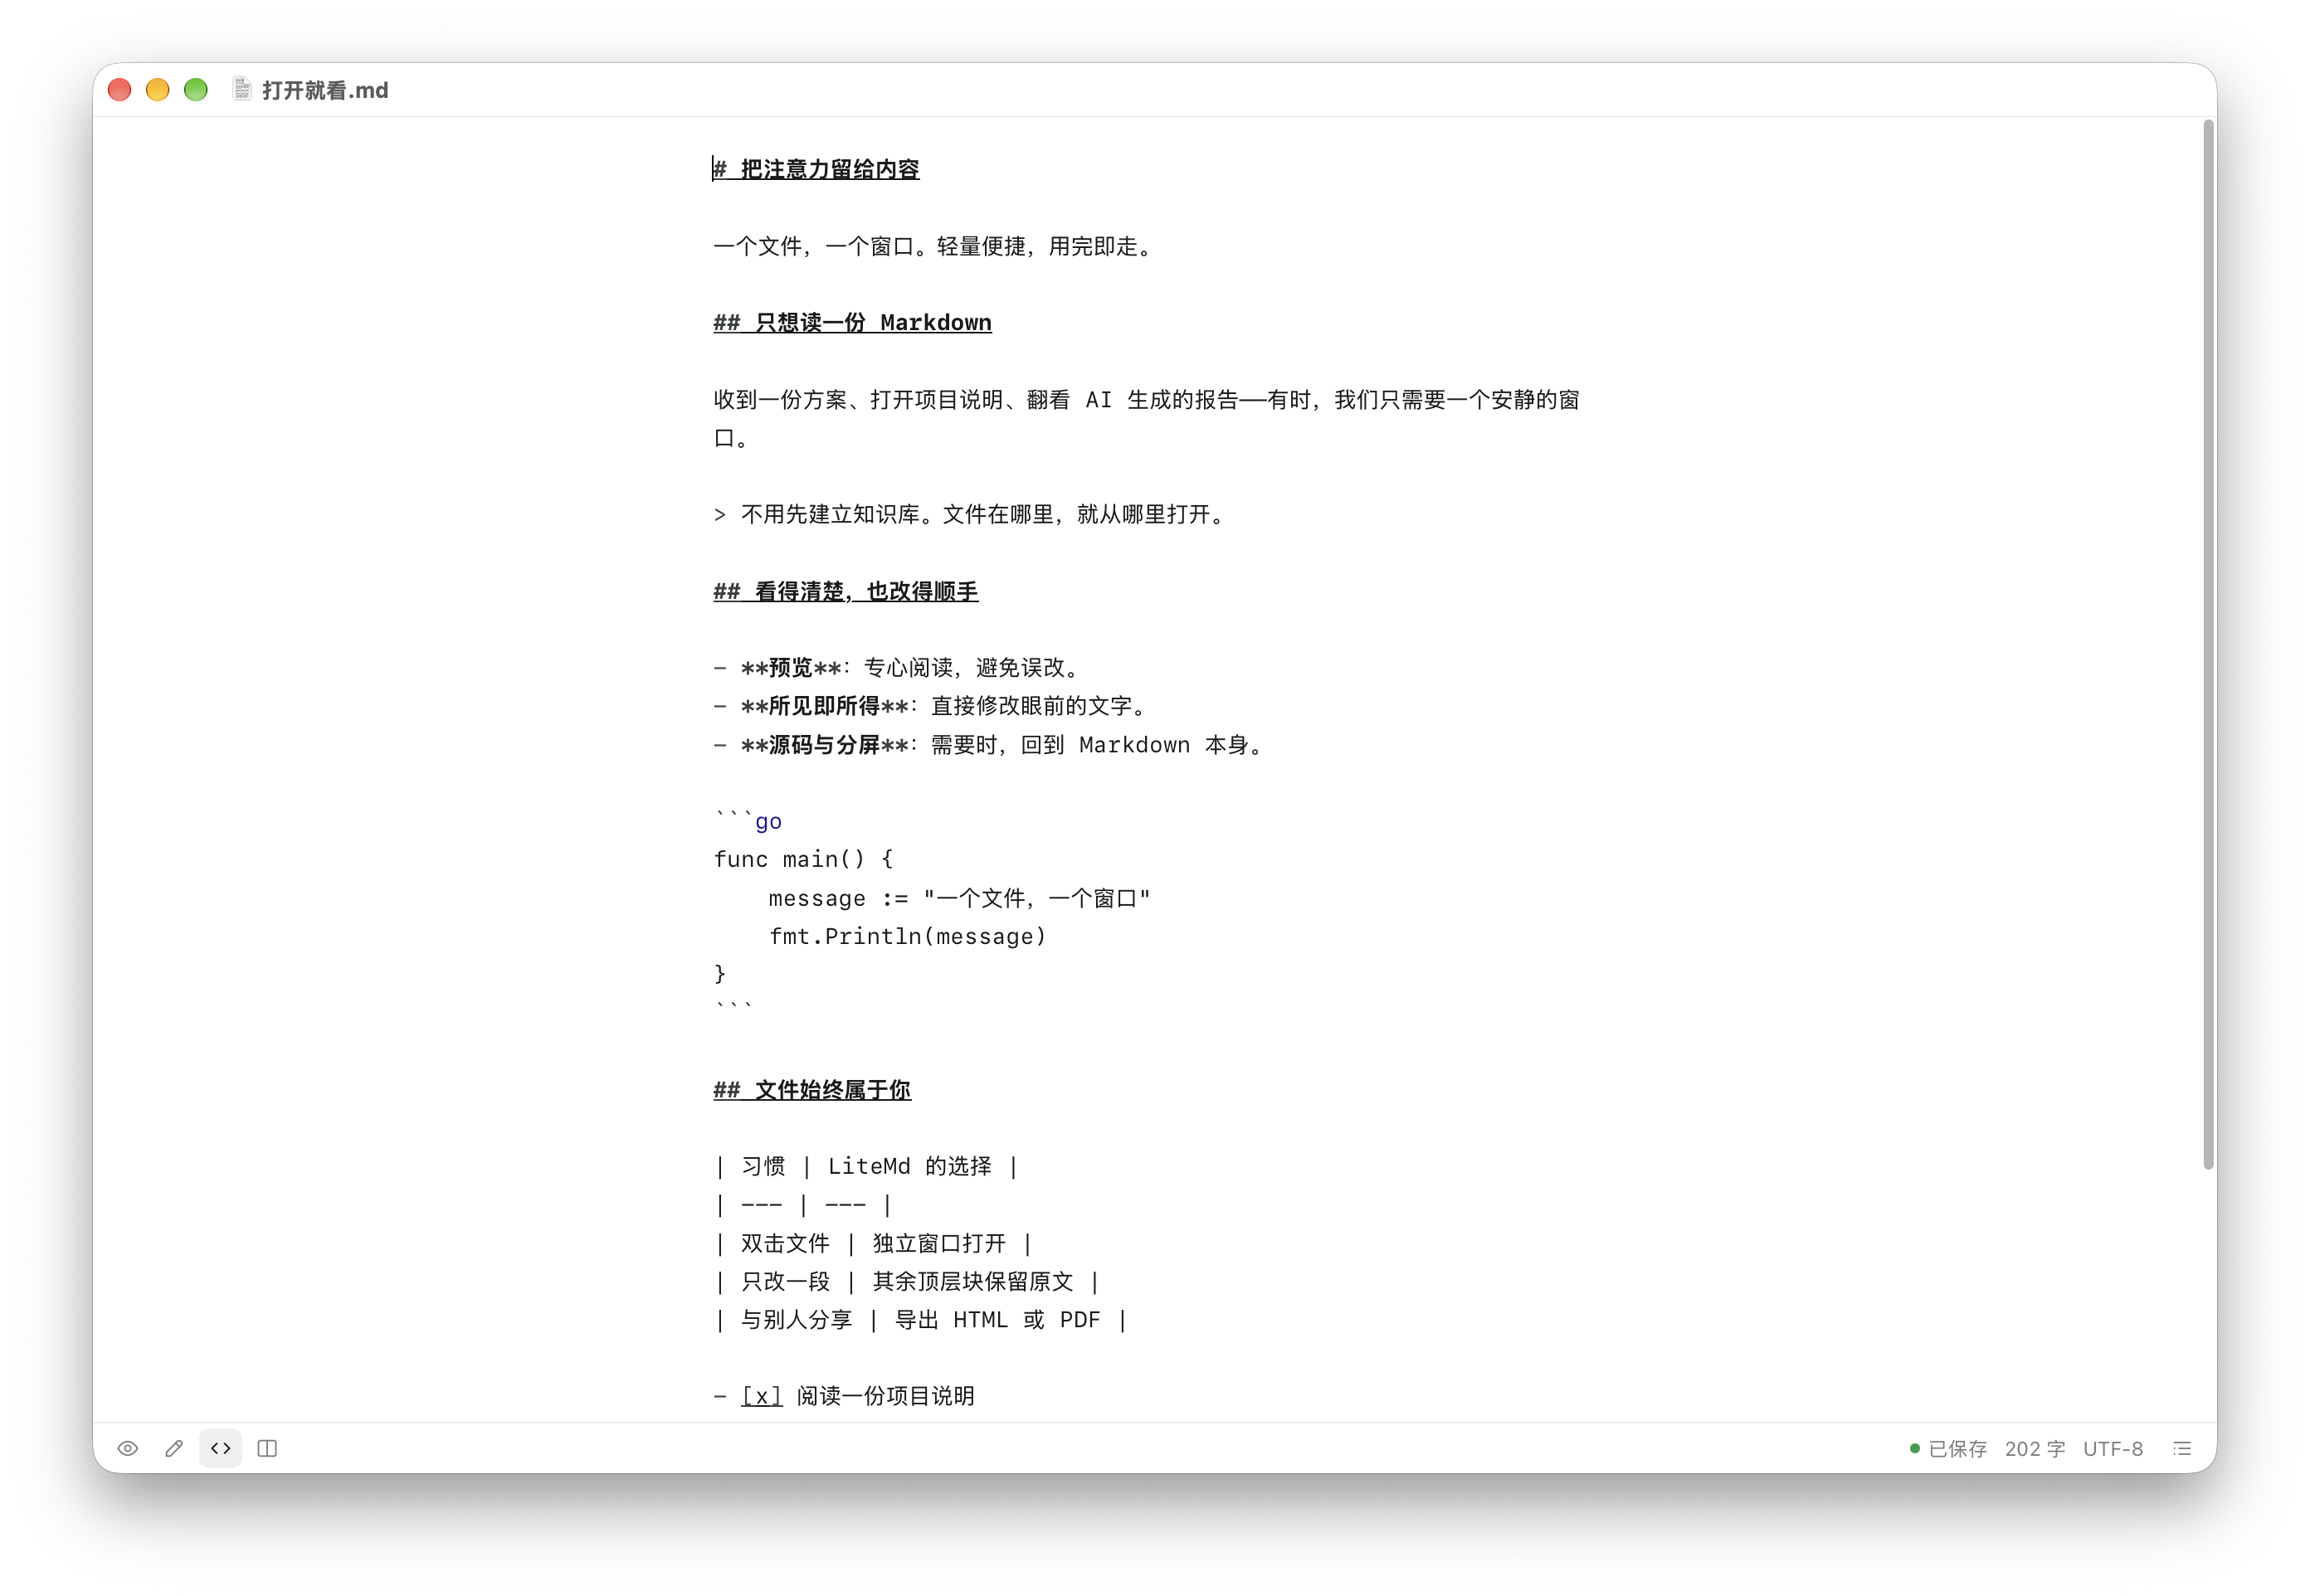 打开就看.md
# 把注意力留给内容
一个文件，一个窗口。轻量便捷，用完即走。
## 只想读一份 Markdown
收到一份方案、打开项目说明、翻看 AI 生成的报告——有时，我们只需要一个安静的窗
口。
> 不用先建立知识库。文件在哪里，就从哪里打开。
## 看得清楚，也改得顺手
- **预览**：专心阅读，避免误改。
- **所见即所得**：直接修改眼前的文字。
- **源码与分屏**：需要时，回到 Markdown 本身。
```go
func main() {
    message := "一个文件，一个窗口"
    fmt.Println(message)
}
```
## 文件始终属于你
| 习惯 | LiteMd 的选择 |
| --- | --- |
| 双击文件 | 独立窗口打开 |
| 只改一段 | 其余顶层块保留原文 |
| 与别人分享 | 导出 HTML 或 PDF |
- [x] 阅读一份项目说明
已保存 202 字 UTF-8